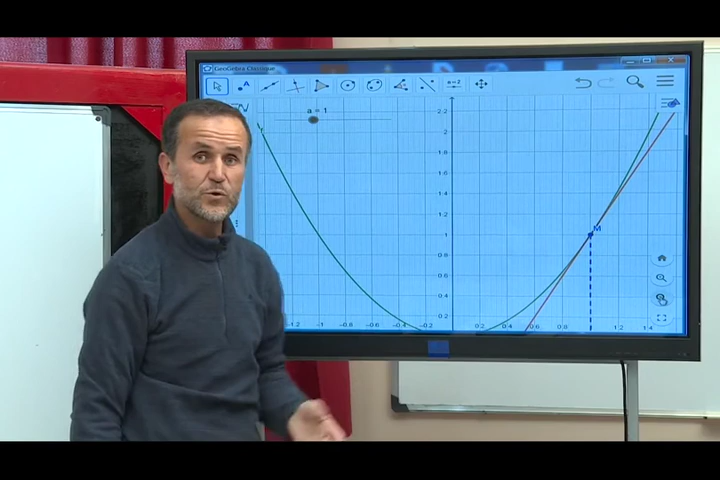 GeoGebra Classique
A
a=2
a = 1
2.2
2
1.8
1.6
1.4
1.2
1
0.8
0.6
0.4
0.2
M
-1.2 -1 -0.8 -0.6 -0.4 -0.2 0.2 0.4 0.6 0.8 1.2 1.4